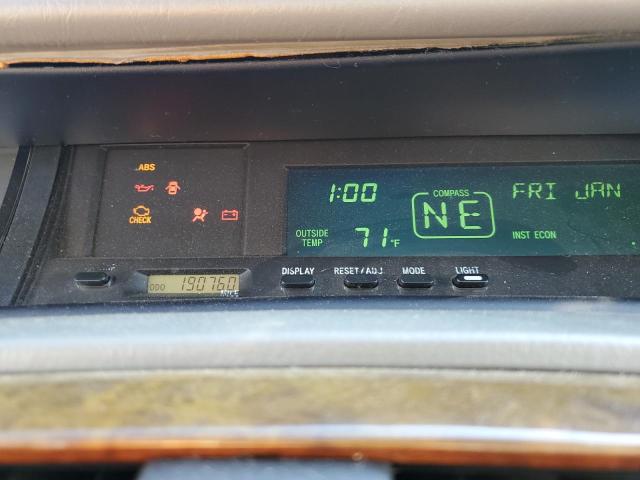 ABS
CHECK
1:00
COMPASS
NE
FRI JAN
OUTSIDE TEMP
71°F
INST ECON
ODO 190760
MILE
DISPLAY
RESET/ADJ
MODE
LIGHT